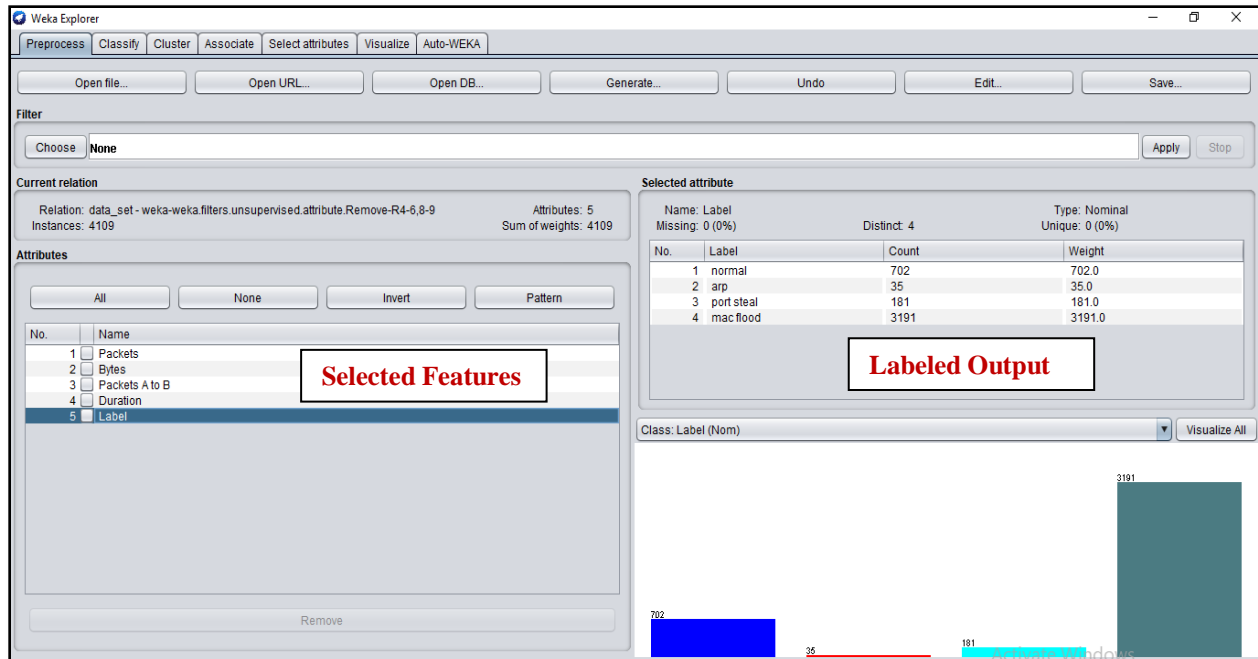 Weka Explorer
Preprocess Classify Cluster Associate Select attributes Visualize Auto-WEKA
Open file... Open URL... Open DB... Generate... Undo Edit... Save...
Filter
Choose None Apply Stop
Current relation
Relation: data_set - weka-weka.filters.unsupervised.attribute.Remove-R4-6,8-9 Attributes: 5
Instances: 4109 Sum of weights: 4109
Attributes
All None Invert Pattern
No. Name
1 Packets
2 Bytes
3 Packets A to B
4 Duration
5 Label
Selected Features
Remove
Selected attribute
Name: Label Type: Nominal
Missing: 0 (0%) Distinct: 4 Unique: 0 (0%)
No. Label Count Weight
1 normal 702 702.0
2 arp 35 35.0
3 port steal 181 181.0
4 mac flood 3191 3191.0
Labeled Output
Class: Label (Nom) Visualize All
3191
702
181
35
Activate Windows